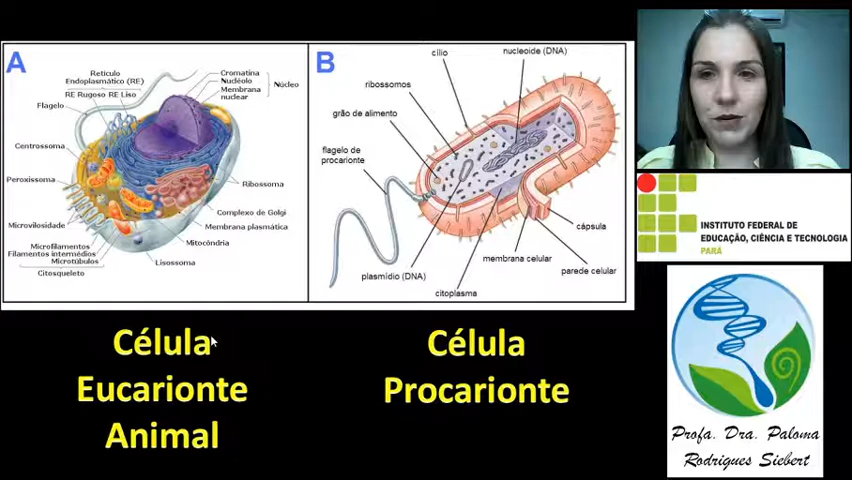 A
Retículo
Endoplasmático (RE)
RE Rugoso RE Liso
Flagelo
Centrossoma
Peroxissoma
Microvilosidade
Microfilamentos
Filamentos intermédios
Microtúbulos
Citosqueleto
Cromatina
Nucléolo
Membrana
nuclear
Núcleo
Ribossoma
Complexo de Golgi
Membrana plasmática
Mitocôndria
Lisossoma
B
cílio
nucleoide (DNA)
ribossomos
grão de alimento
flagelo de
procarionte
plasmídio (DNA)
citoplasma
membrana celular
parede celular
cápsula
Célula
Eucarionte
Animal
Célula
Procarionte
INSTITUTO FEDERAL DE
EDUCAÇÃO, CIÊNCIA E TECNOLOGIA
PARÁ
Profa. Dra. Paloma
Rodrigues Siebert